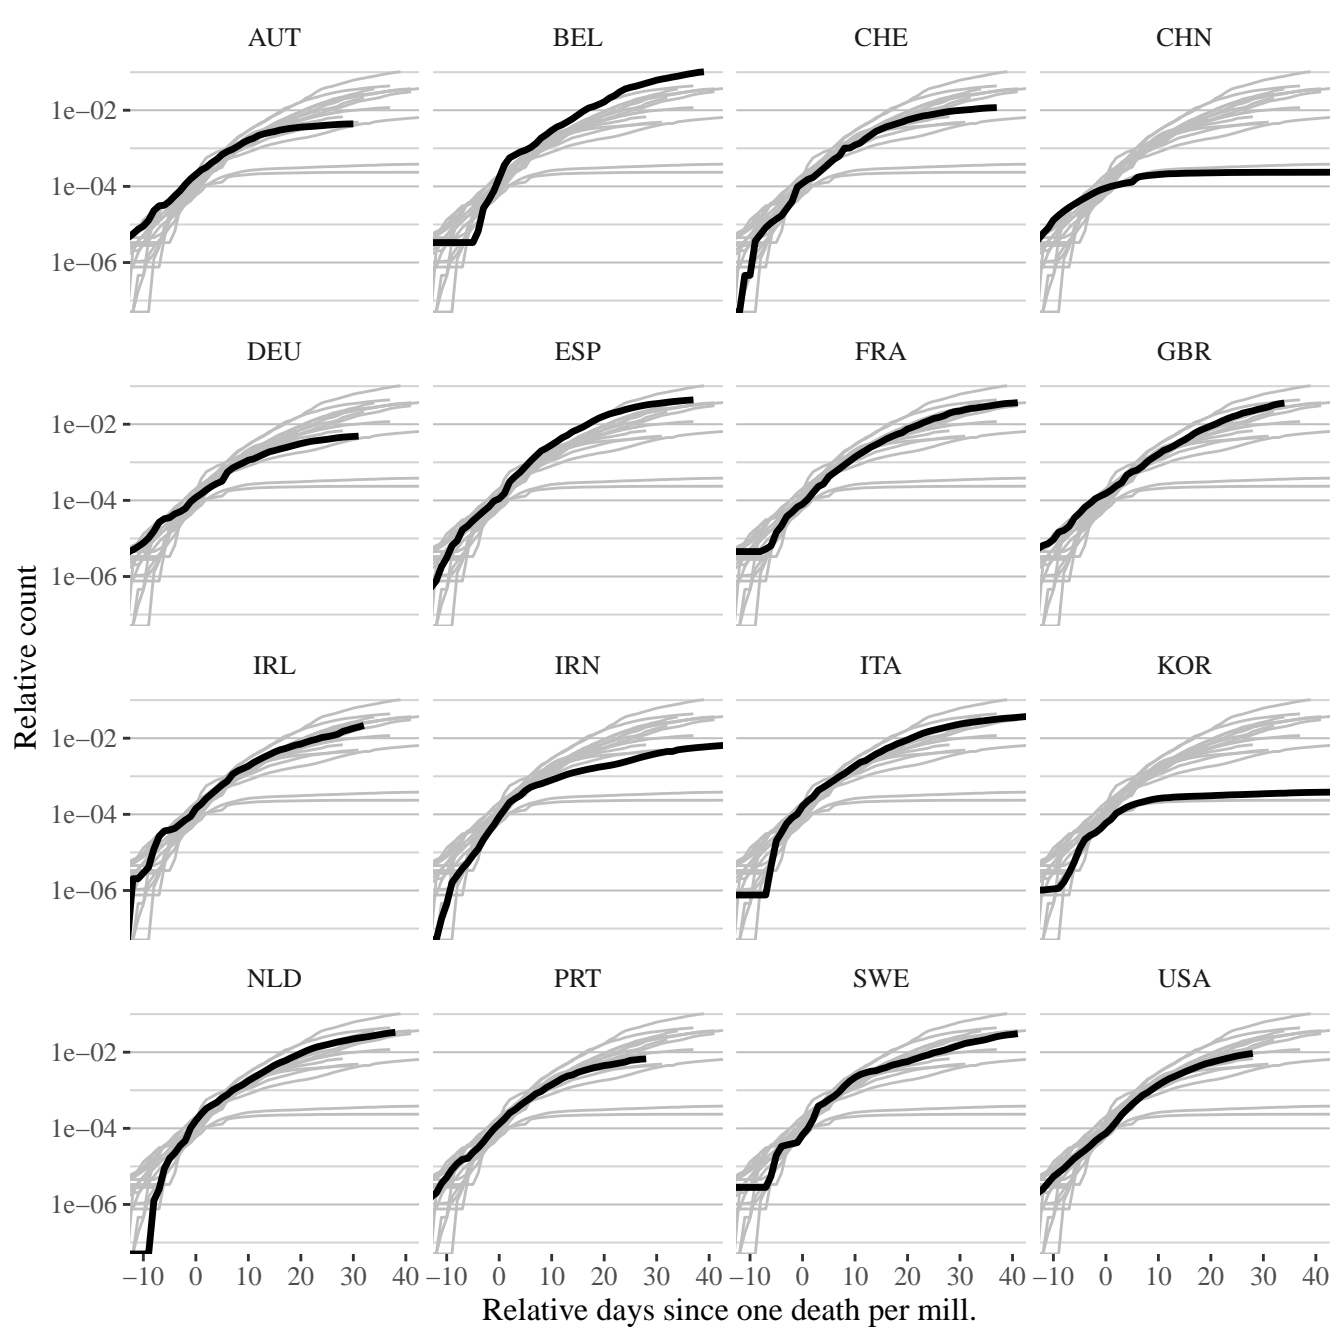 AUT BEL CHE CHN
1e−02
1e−04
1e−06
DEU ESP FRA GBR
1e−02
1e−04
1e−06
Relative count
IRL IRN ITA KOR
1e−02
1e−04
1e−06
NLD PRT SWE USA
1e−02
1e−04
1e−06
−10 0 10 20 30 40 −10 0 10 20 30 40 −10 0 10 20 30 40 −10 0 10 20 30 40
Relative days since one death per mill.